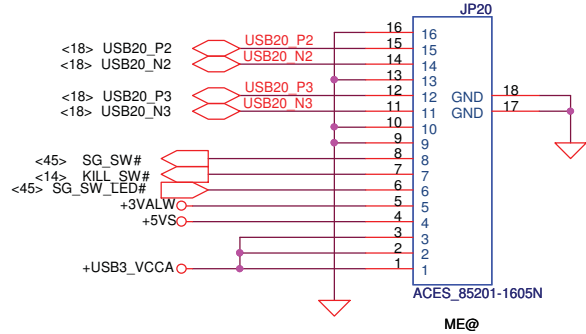 JP20
16 16
<18> USB20_P2 USB20_P2 15 15
<18> USB20_N2 USB20_N2 14 14
13 13
<18> USB20_P3 USB20_P3 12 12 GND 18
<18> USB20_N3 USB20_N3 11 11 GND 17
10 10
9 9
<45> SG_SW# 8 8
<14> KILL_SW# 7 7
<45> SG_SW_LED# 6 6
+3VALW 5 5
+5VS 4 4
3 3
2 2
+USB3_VCCA 1 1
ACES_85201-1605N
ME@